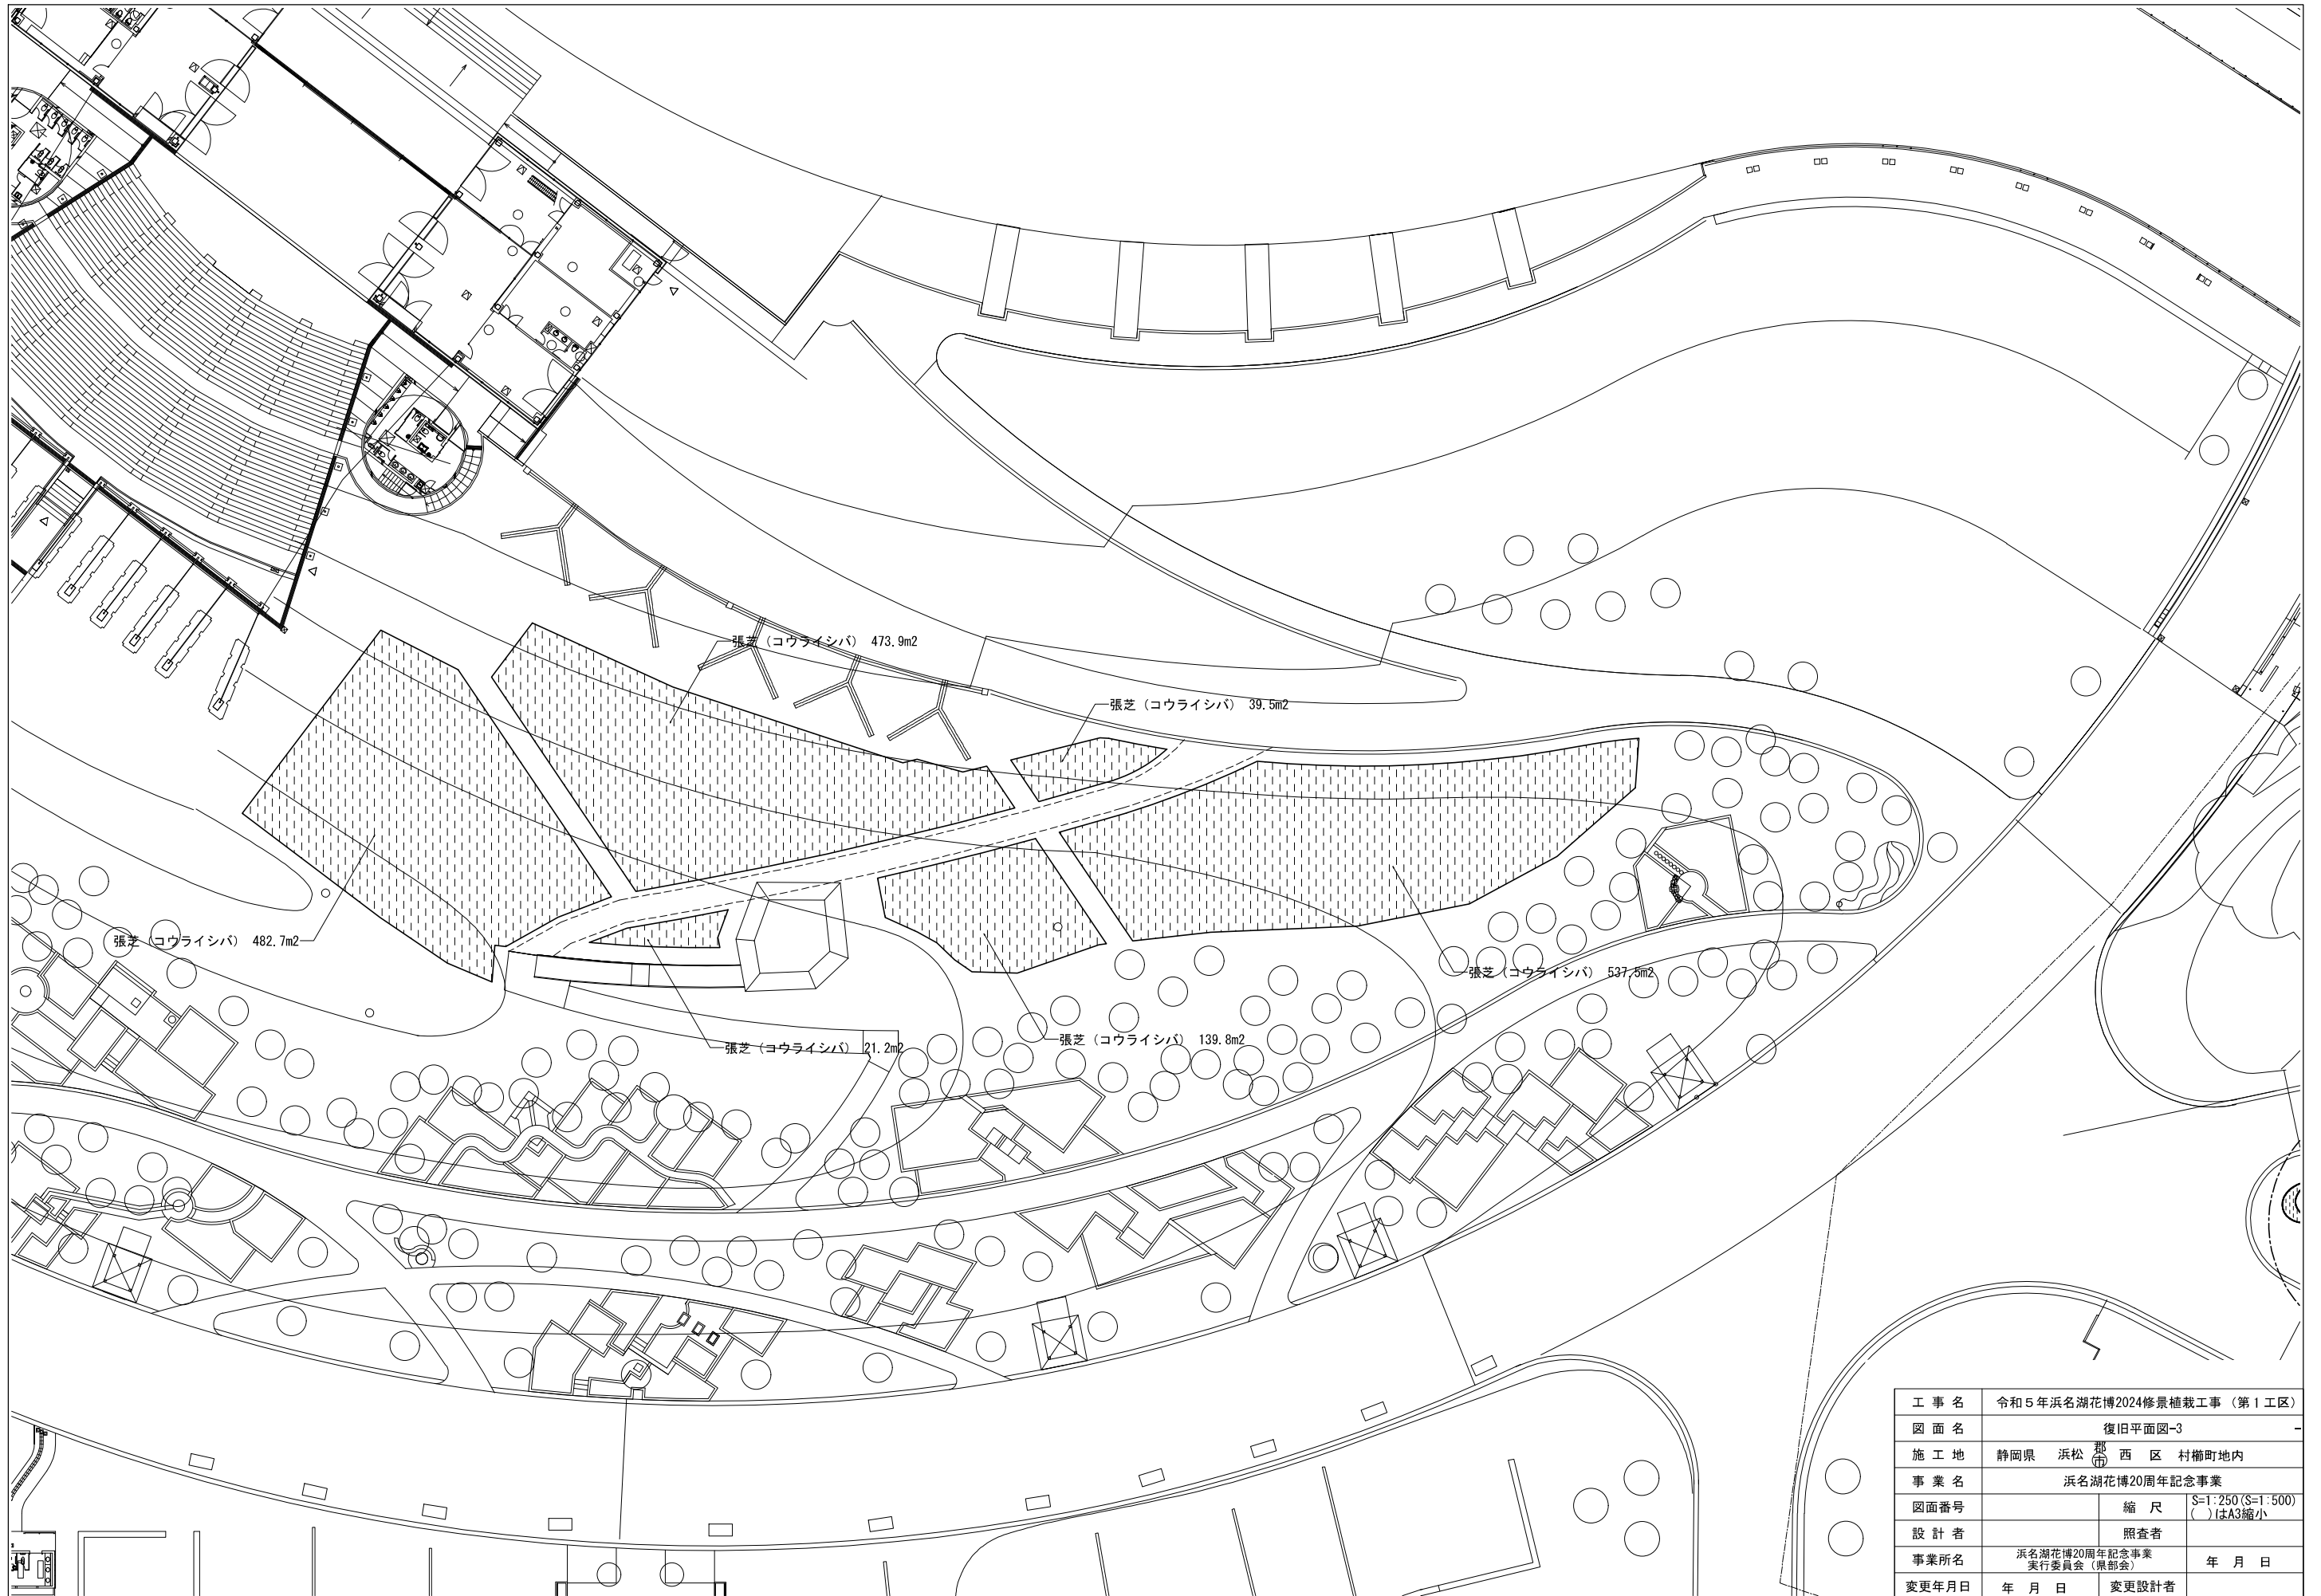 張芝（コウライシバ） 473.9m2
張芝（コウライシバ） 39.5m2
張芝（コウライシバ） 482.7m2
張芝（コウライシバ） 537.5m2
張芝（コウライシバ） 139.8m2
張芝（コウライシバ） 21.2m2
工 事 名 令和５年浜名湖花博2024修景植栽工事（第１工区）
図 面 名 復旧平面図-3 -
施 工 地 静岡県 浜松 郡 市 西 区 村櫛町地内
事 業 名 浜名湖花博20周年記念事業
図面番号 縮 尺 S=1:250(S=1:500)
（ ）はA3縮小
設 計 者 照査者
事業所名 浜名湖花博20周年記念事業
実行委員会（県部会） 年 月 日
変更年月日 年 月 日 変更設計者